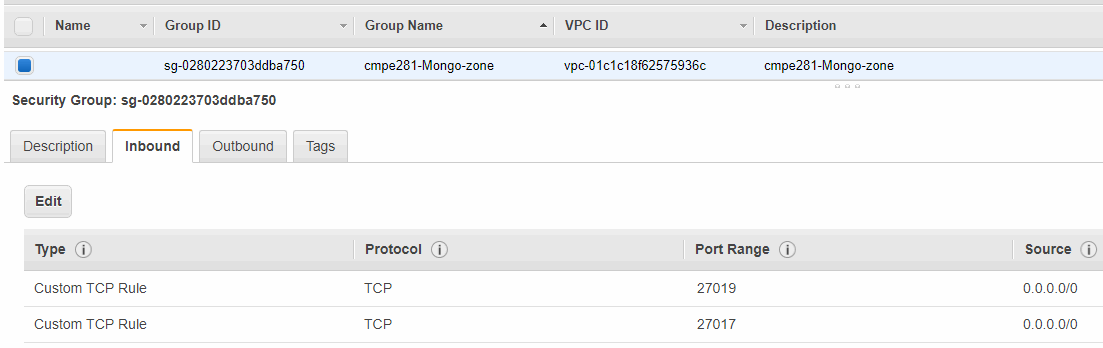 Name Group ID Group Name VPC ID Description
sg-0280223703ddba750 cmpe281-Mongo-zone vpc-01c1c18f62575936c cmpe281-Mongo-zone
Security Group: sg-0280223703ddba750
Description Inbound Outbound Tags
Edit
Type i Protocol i Port Range i Source i
Custom TCP Rule TCP 27019 0.0.0.0/0
Custom TCP Rule TCP 27017 0.0.0.0/0